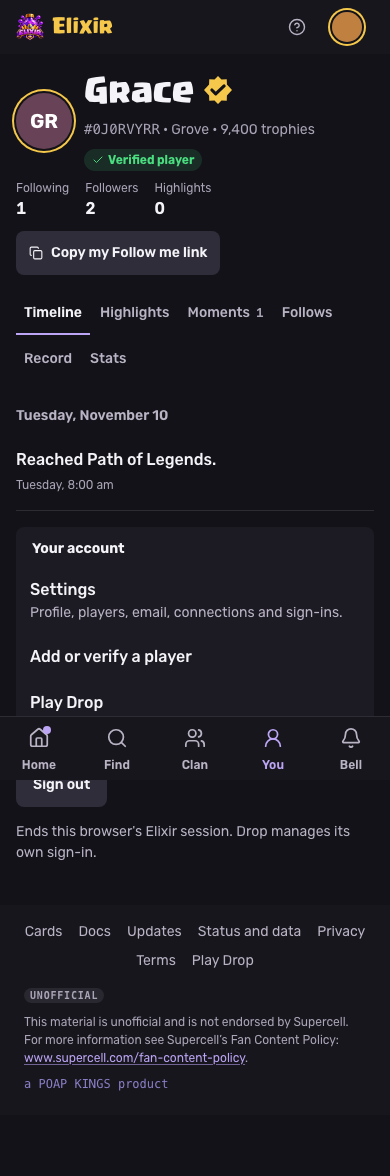 Elixir
Grace
GR
#0J0RVYRR • Grove • 9,400 trophies
Verified player
Following Followers Highlights
1 2 0
Copy my Follow me link
Timeline Highlights Moments 1 Follows
Record Stats
Tuesday, November 10
Reached Path of Legends.
Tuesday, 8:00 am
Your account
Settings
Profile, players, email, connections and sign-ins.
Add or verify a player
Play Drop
Home Find Clan You Bell
Sign out
Ends this browser's Elixir session. Drop manages its
own sign-in.
Cards Docs Updates Status and data Privacy
Terms Play Drop
UNOFFICIAL
This material is unofficial and is not endorsed by Supercell.
For more information see Supercell's Fan Content Policy:
www.supercell.com/fan-content-policy.
a POAP KINGS product